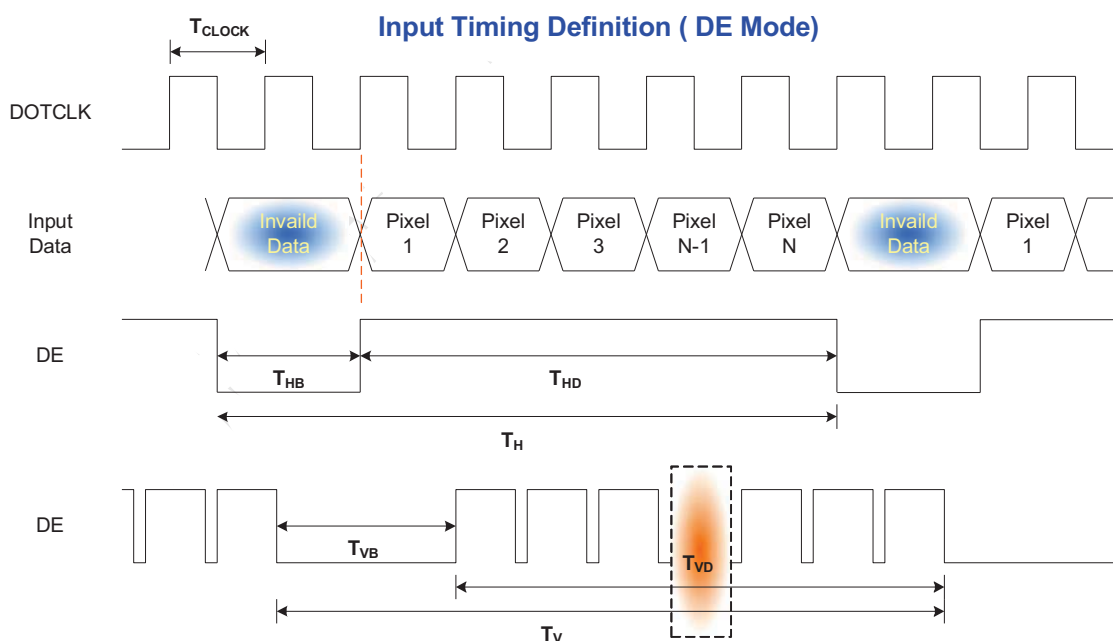 Input Timing Definition ( DE Mode)
TCLOCK
DOTCLK
Input
Data
Invaild
Data
Pixel
1
Pixel
2
Pixel
3
Pixel
N-1
Pixel
N
Invaild
Data
Pixel
1
DE
THB
THD
TH
DE
TVB
TVD
TV